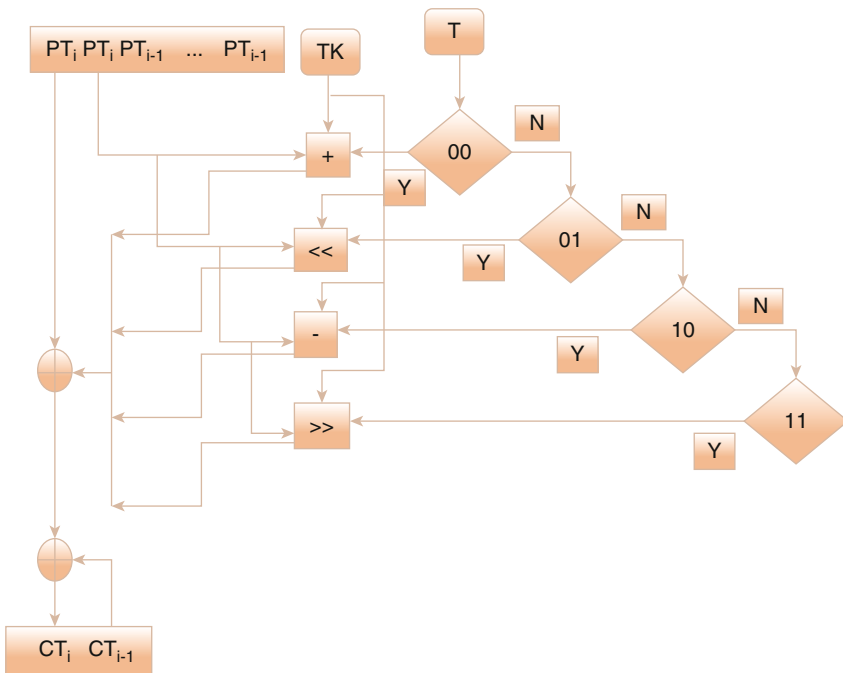 PTi PTi PTi-1 ... PTi-1
TK
T
N
00
+
Y
N
01
<<
Y
N
10
-
Y
11
>>
Y
CTi CTi-1